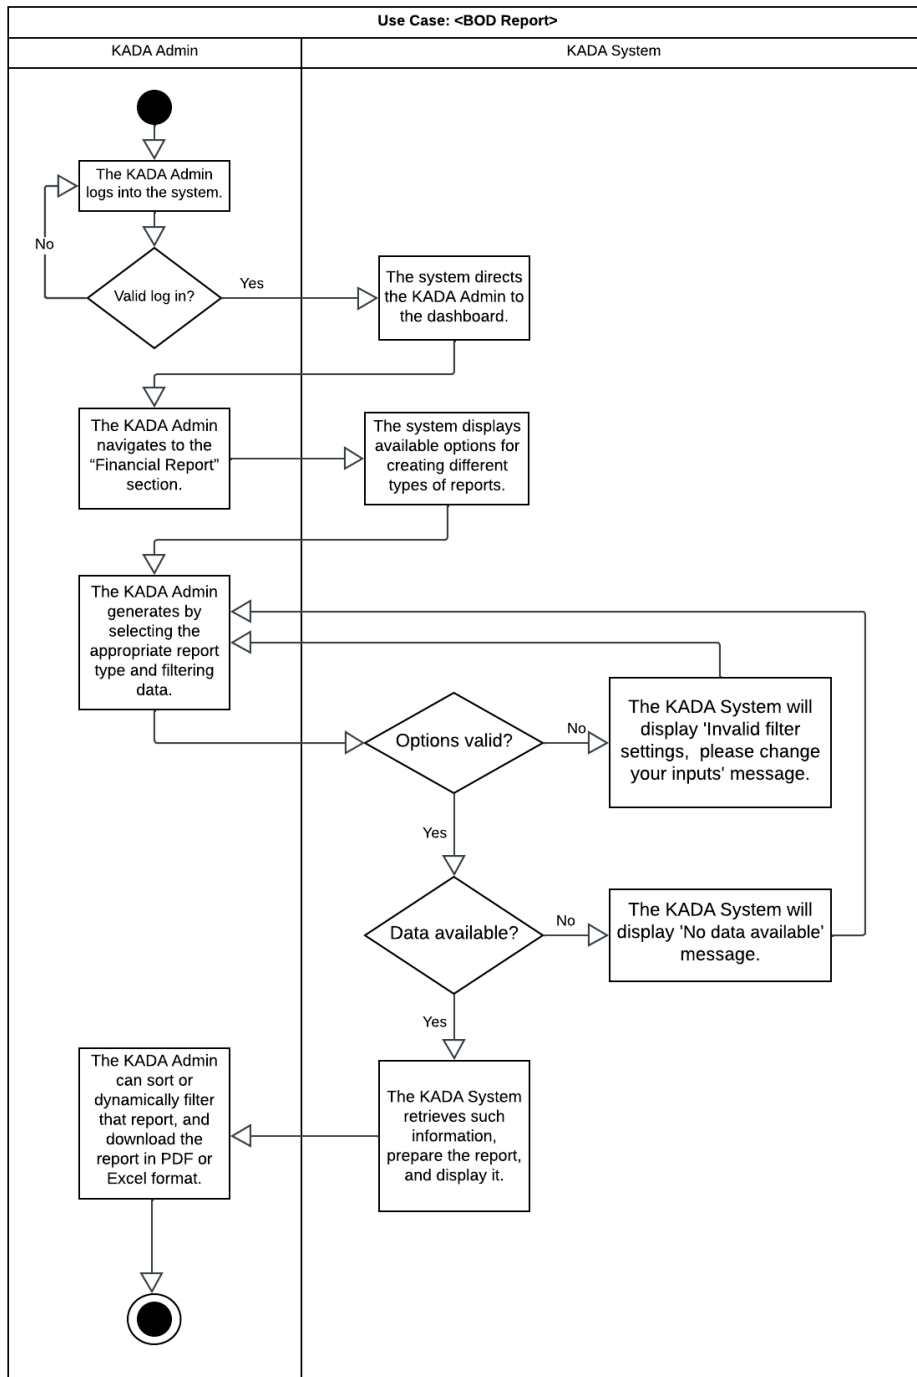 Use Case: <BOD Report>
KADA Admin
KADA System
The KADA Admin
logs into the system.
No
Valid log in?
Yes
The system directs
the KADA Admin to
the dashboard.
The KADA Admin
navigates to the
“Financial Report”
section.
The system displays
available options for
creating different
types of reports.
The KADA Admin
generates by
selecting the
appropriate report
type and filtering
data.
Options valid?
No
The KADA System will
display 'Invalid filter
settings,  please change
your inputs' message.
Yes
Data available?
No
The KADA System will
display 'No data available'
message.
Yes
The KADA System
retrieves such
information,
prepare the report,
and display it.
The KADA Admin
can sort or
dynamically filter
that report, and
download the
report in PDF or
Excel format.